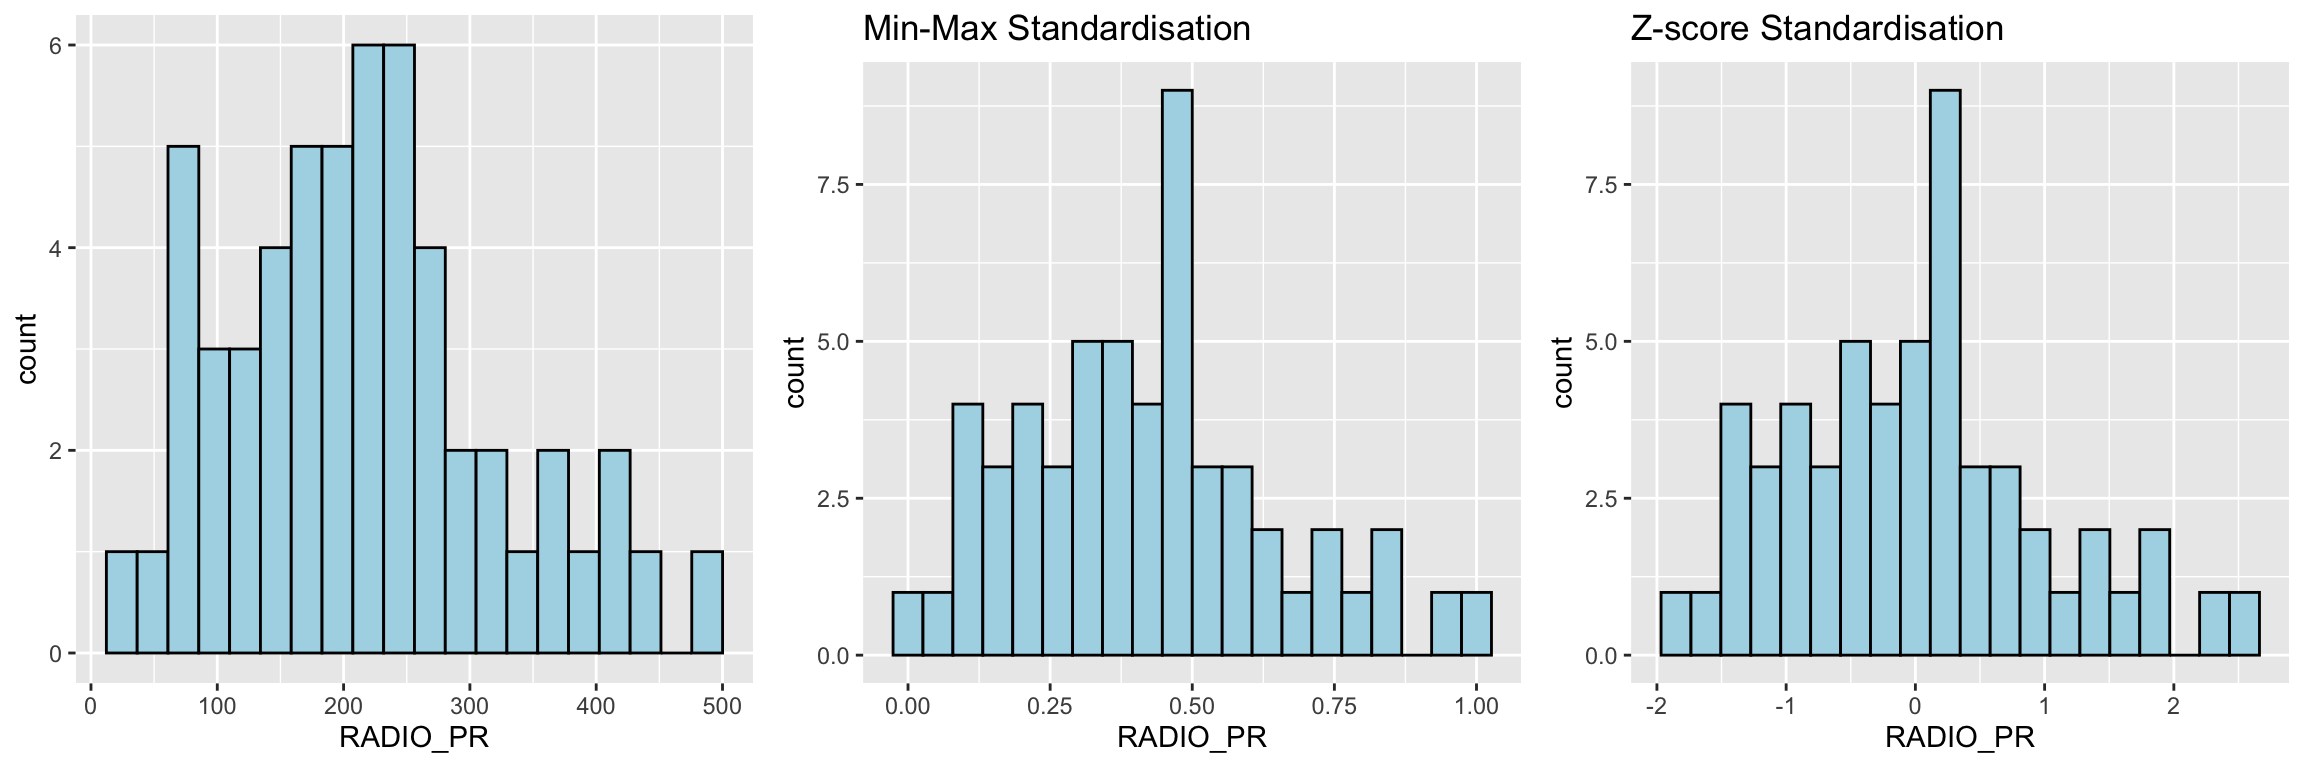 6
4
2
0
count
0 100 200 300 400 500
RADIO_PR
Min-Max Standardisation
7.5
5.0
2.5
0.0
count
0.00 0.25 0.50 0.75 1.00
RADIO_PR
Z-score Standardisation
7.5
5.0
2.5
0.0
count
-2 -1 0 1 2
RADIO_PR